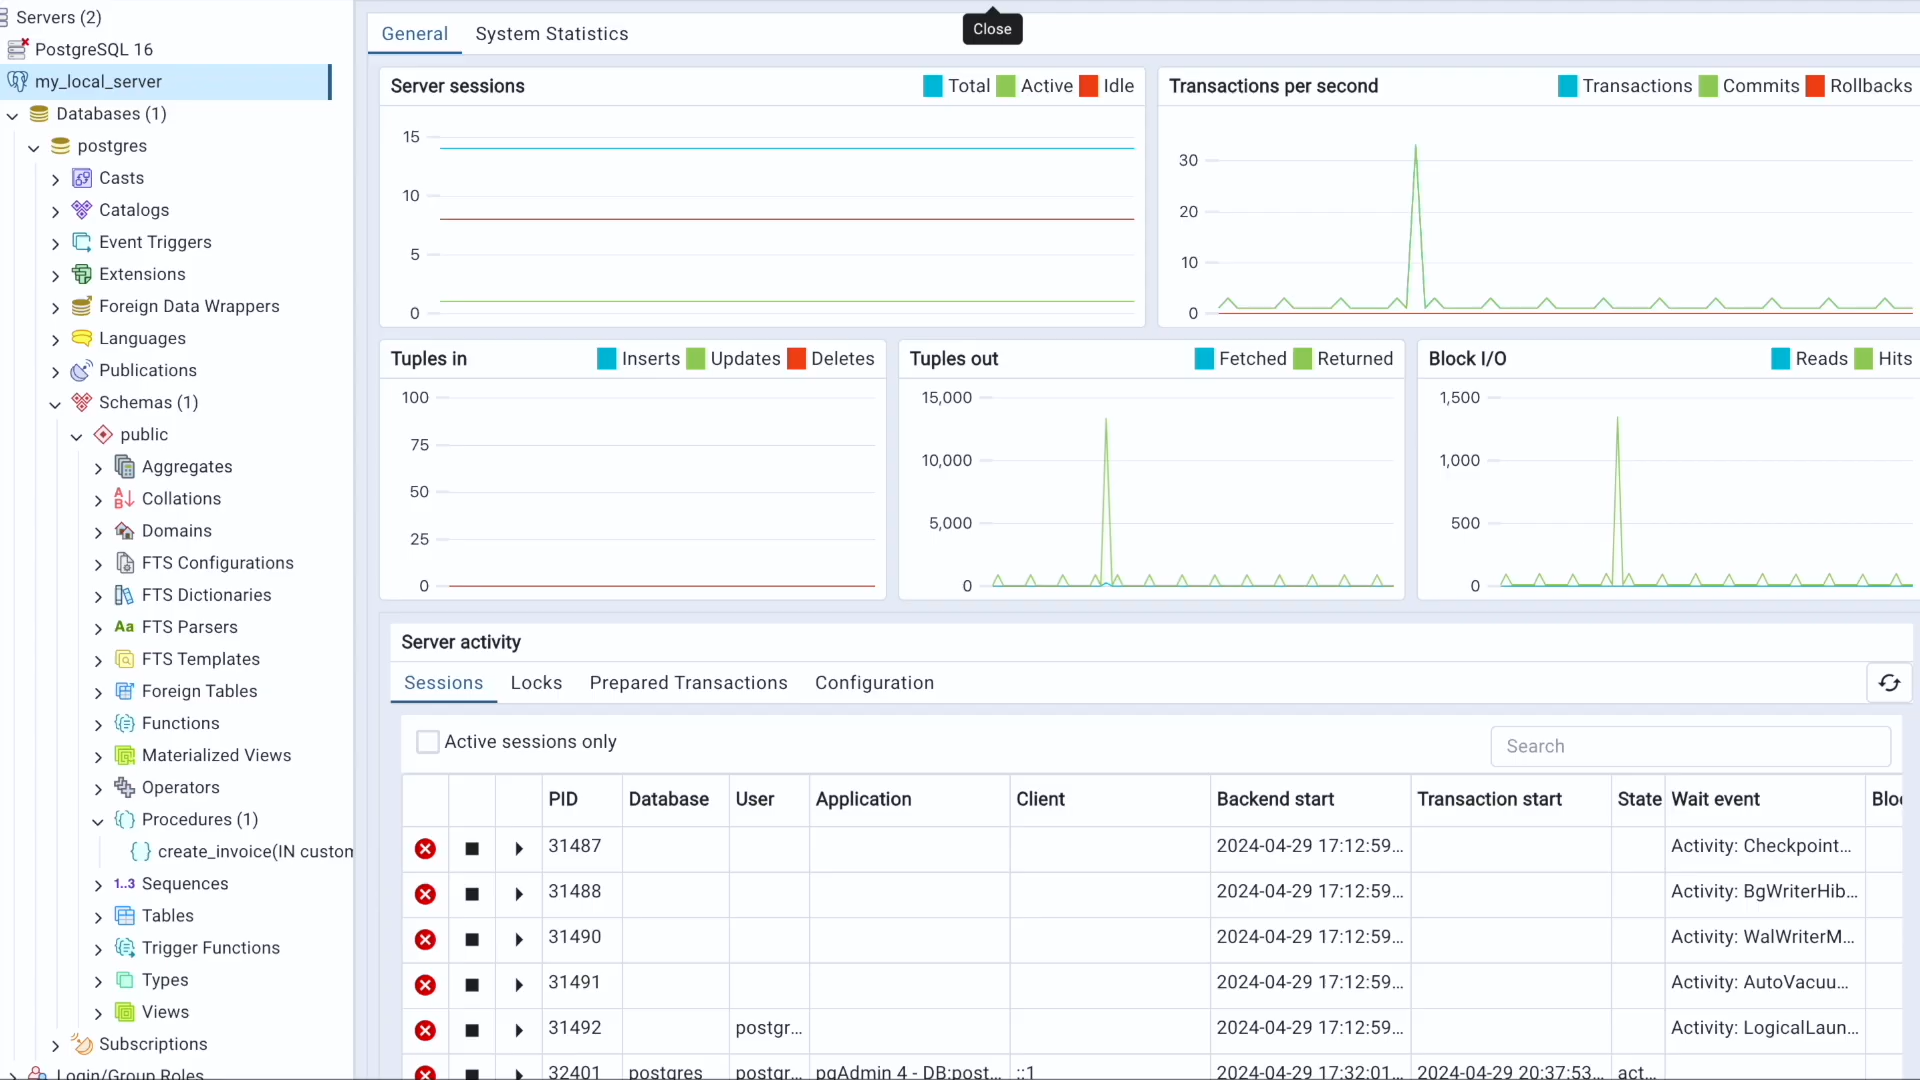 Servers (2)
PostgreSQL 16
my_local_server
Databases (1)
postgres
Casts
Catalogs
Event Triggers
Extensions
Foreign Data Wrappers
Languages
Publications
Schemas (1)
public
Aggregates
Collations
Domains
FTS Configurations
FTS Dictionaries
Aa FTS Parsers
FTS Templates
Foreign Tables
Functions
Materialized Views
Operators
Procedures (1)
create_invoice(IN custom
1..3 Sequences
Tables
Trigger Functions
Types
Views
Subscriptions
Login/Group Roles
General System Statistics
Close
Server sessions Total Active Idle
15
10
5
0
Transactions per second Transactions Commits Rollbacks
30
20
10
0
Tuples in Inserts Updates Deletes
100
75
50
25
0
Tuples out Fetched Returned
15,000
10,000
5,000
0
Block I/O Reads Hits
1,500
1,000
500
0
Server activity
Sessions Locks Prepared Transactions Configuration
Active sessions only Search
PID Database User Application Client Backend start Transaction start State Wait event Bloc
31487 2024-04-29 17:12:59... Activity: Checkpoint...
31488 2024-04-29 17:12:59... Activity: BgWriterHib...
31490 2024-04-29 17:12:59... Activity: WalWriterM...
31491 2024-04-29 17:12:59... Activity: AutoVacuu...
31492 postgr... 2024-04-29 17:12:59... Activity: LogicalLaun...
32401 postgres postgr... pgAdmin 4 - DB:post... ::1 2024-04-29 17:32:01... 2024-04-29 20:37:53... act...